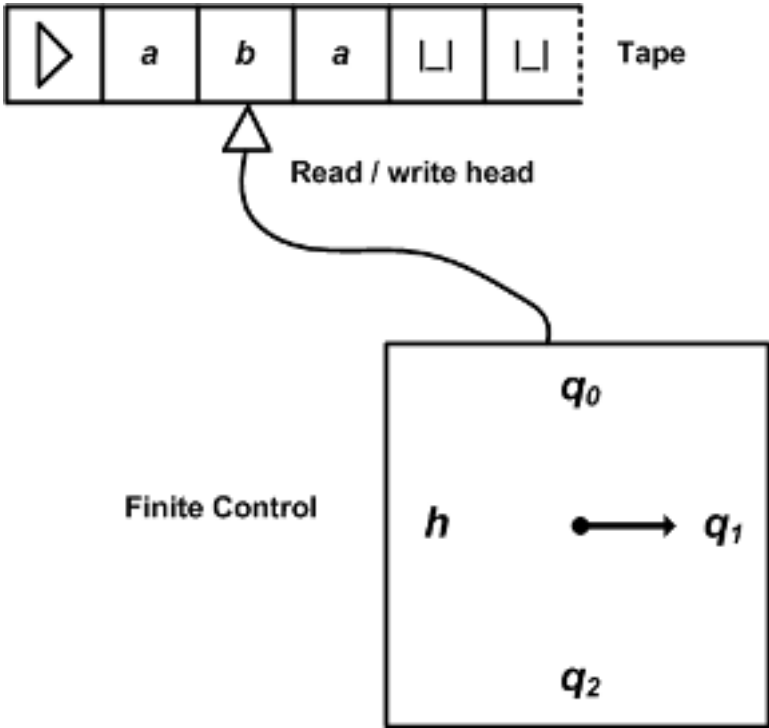 a b a |_| |_| Tape
Read / write head
q0
Finite Control h q1
q2